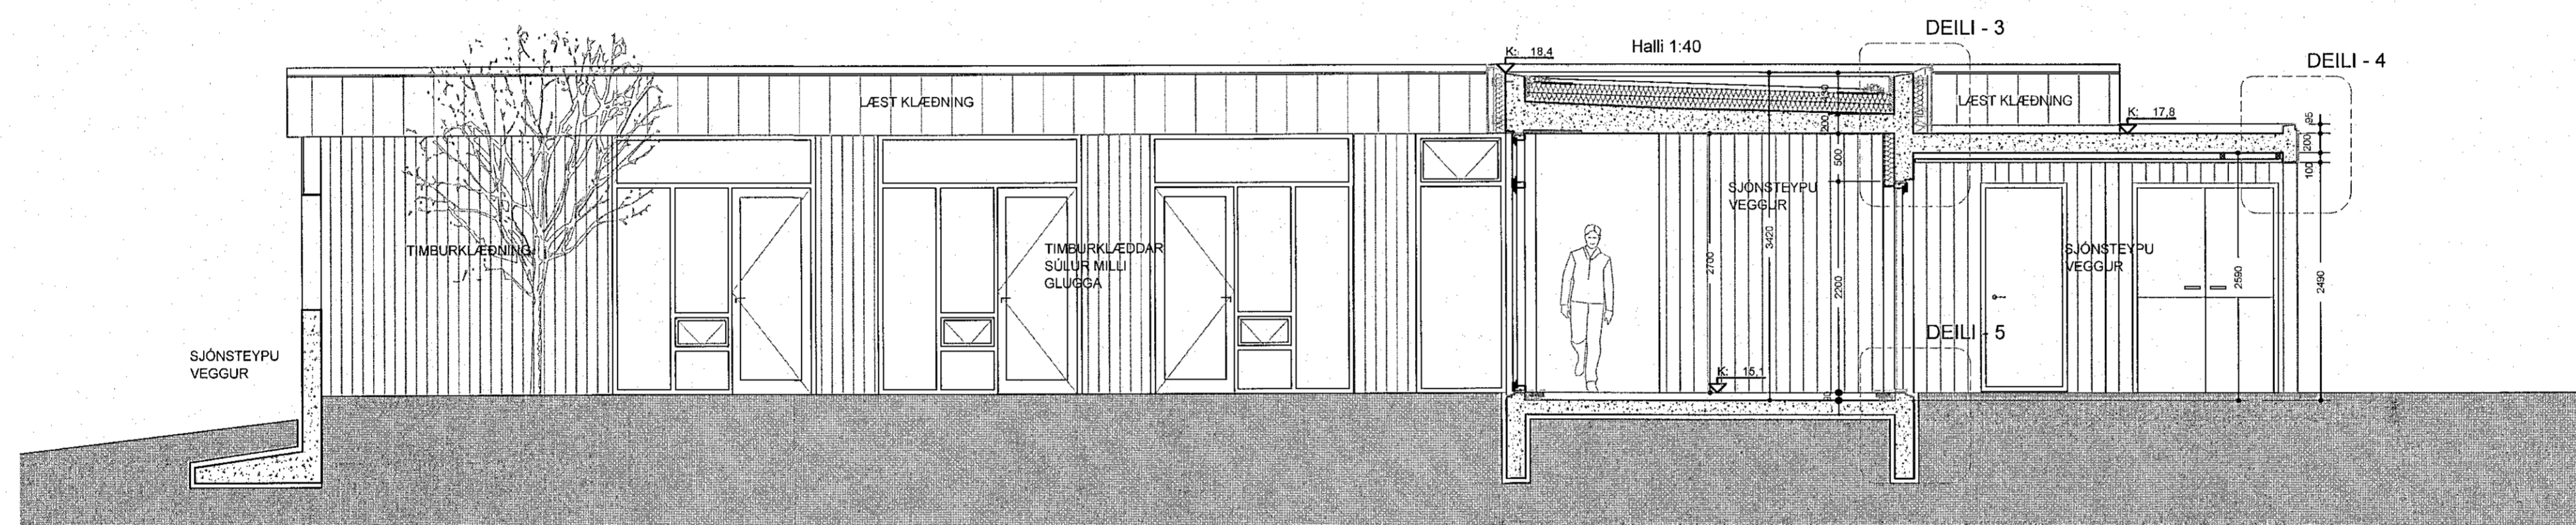 DEILI - 3
Halli 1:40
K: 18,4
DEILI - 4
LÆST KLÆÐNING
LÆST KLÆÐNING
K: 17,8
95
200
100
200
500
SJÓNSTEYPU
VEGGUR
3420
2700
2200
TIMBURKLÆÐNING
TIMBURKLÆDDAR
SÚLUR MILLI
GLUGGA
SJÓNSTEYPU
VEGGUR
2590
2490
DEILI - 5
SJÓNSTEYPU
VEGGUR
K: 15,1